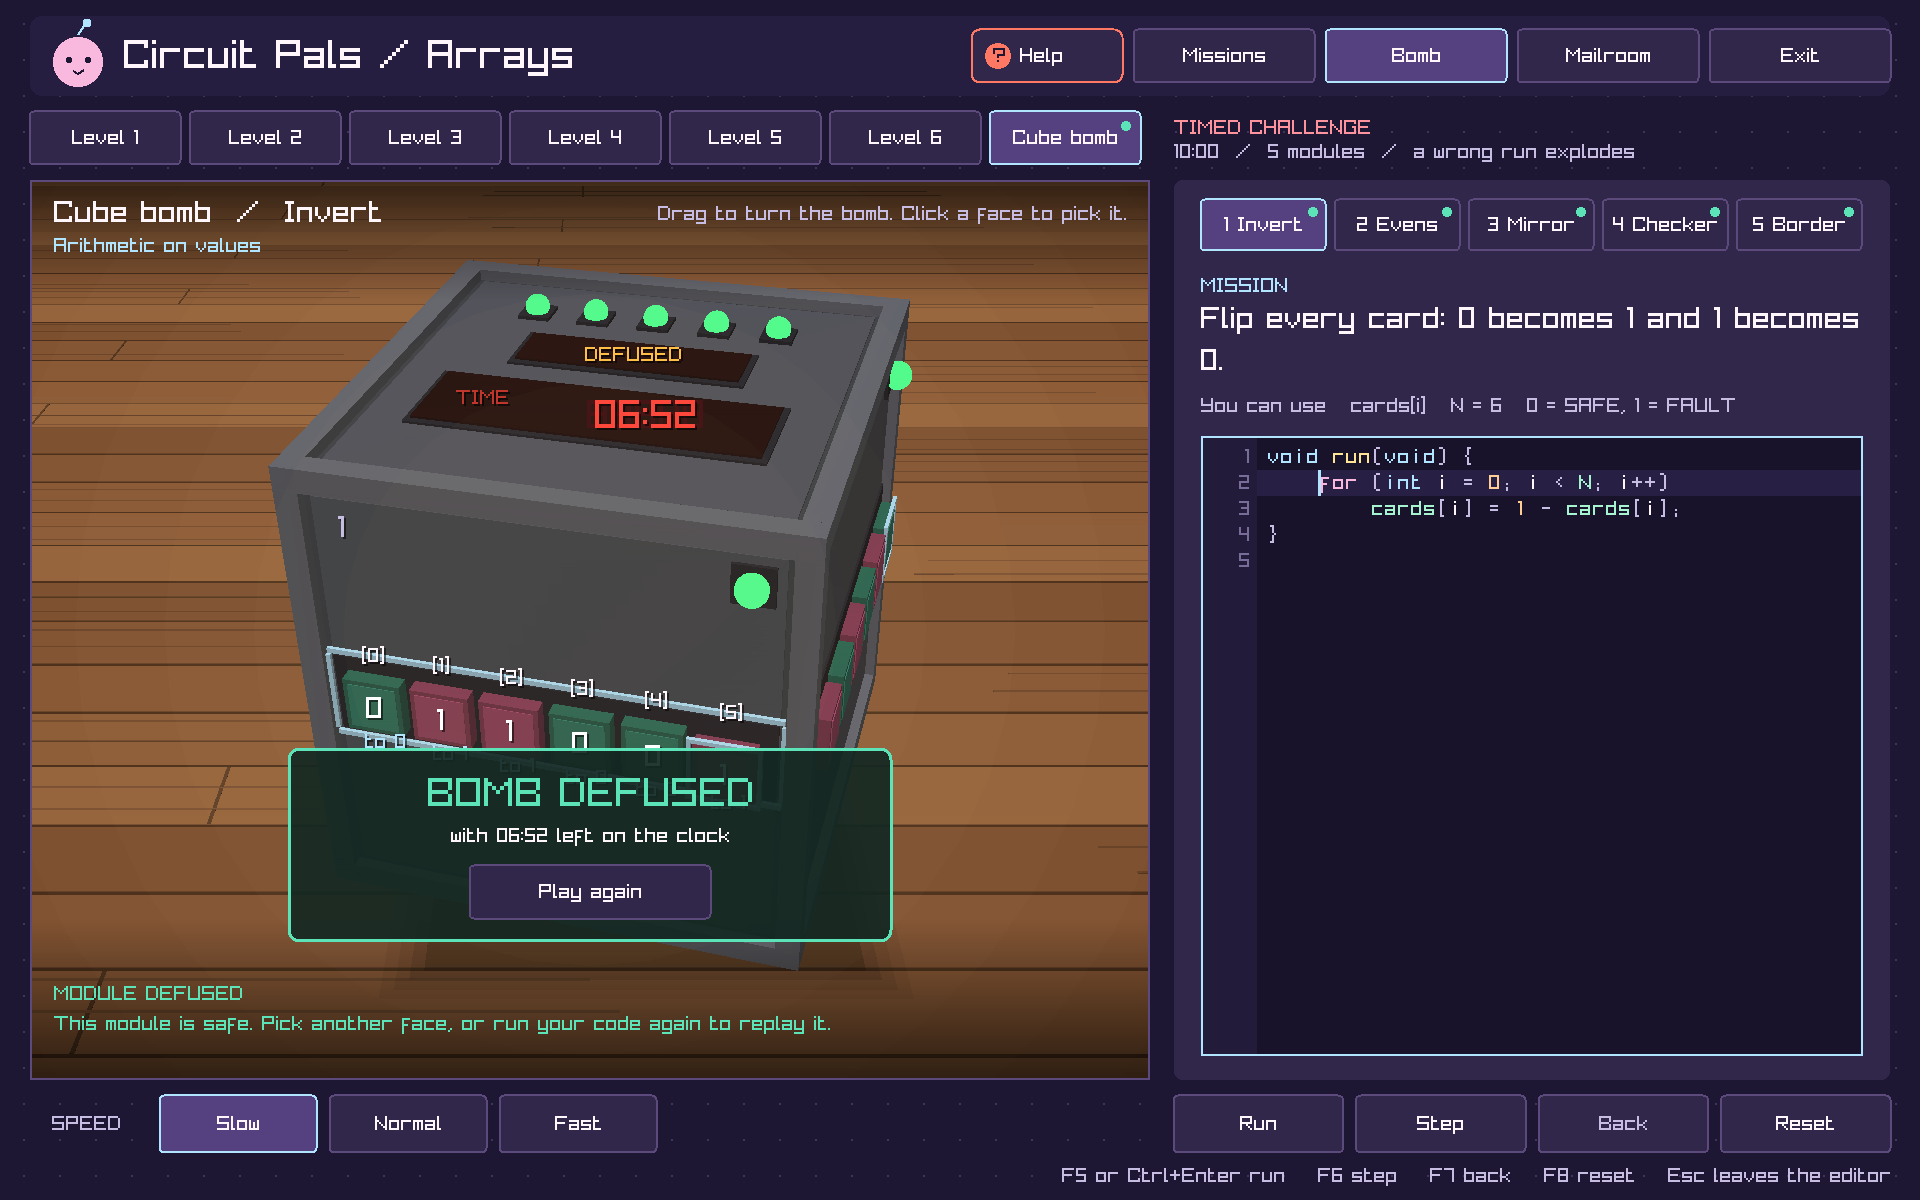 Circuit Pals / Arrays
? Help
Missions
Bomb
Mailroom
Exit
Level 1
Level 2
Level 3
Level 4
Level 5
Level 6
Cube bomb
TIMED CHALLENGE
10:00 / 5 modules / a wrong run explodes
Cube bomb / Invert
Arithmetic on values
Drag to turn the bomb. Click a face to pick it.
DEFUSED
TIME 06:52
1
[0] [1] [2] [3] [4] [5]
0 1 1 0 0
to 0
BOMB DEFUSED
with 06:52 left on the clock
Play again
MODULE DEFUSED
This module is safe. Pick another face, or run your code again to replay it.
1 Invert
2 Evens
3 Mirror
4 Checker
5 Border
MISSION
Flip every card: 0 becomes 1 and 1 becomes
0.
You can use cards[i] N = 6 0 = SAFE, 1 = FAULT
1 void run(void) {
2 for (int i = 0; i < N; i++)
3 cards[i] = 1 - cards[i];
4 }
5
SPEED
Slow
Normal
Fast
Run
Step
Back
Reset
F5 or Ctrl+Enter run F6 step F7 back F8 reset Esc leaves the editor